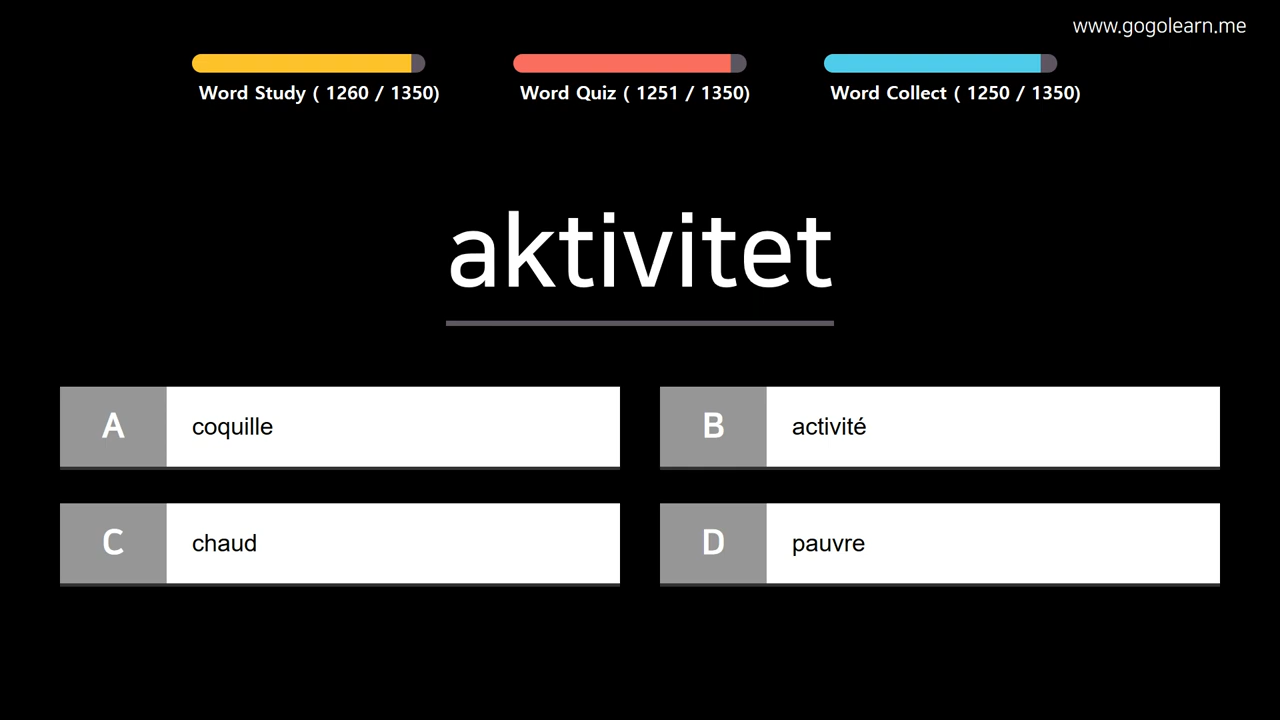 www.gogolearn.me
Word Study ( 1260 / 1350)
Word Quiz ( 1251 / 1350)
Word Collect ( 1250 / 1350)
aktivitet
A coquille
B activité
C chaud
D pauvre